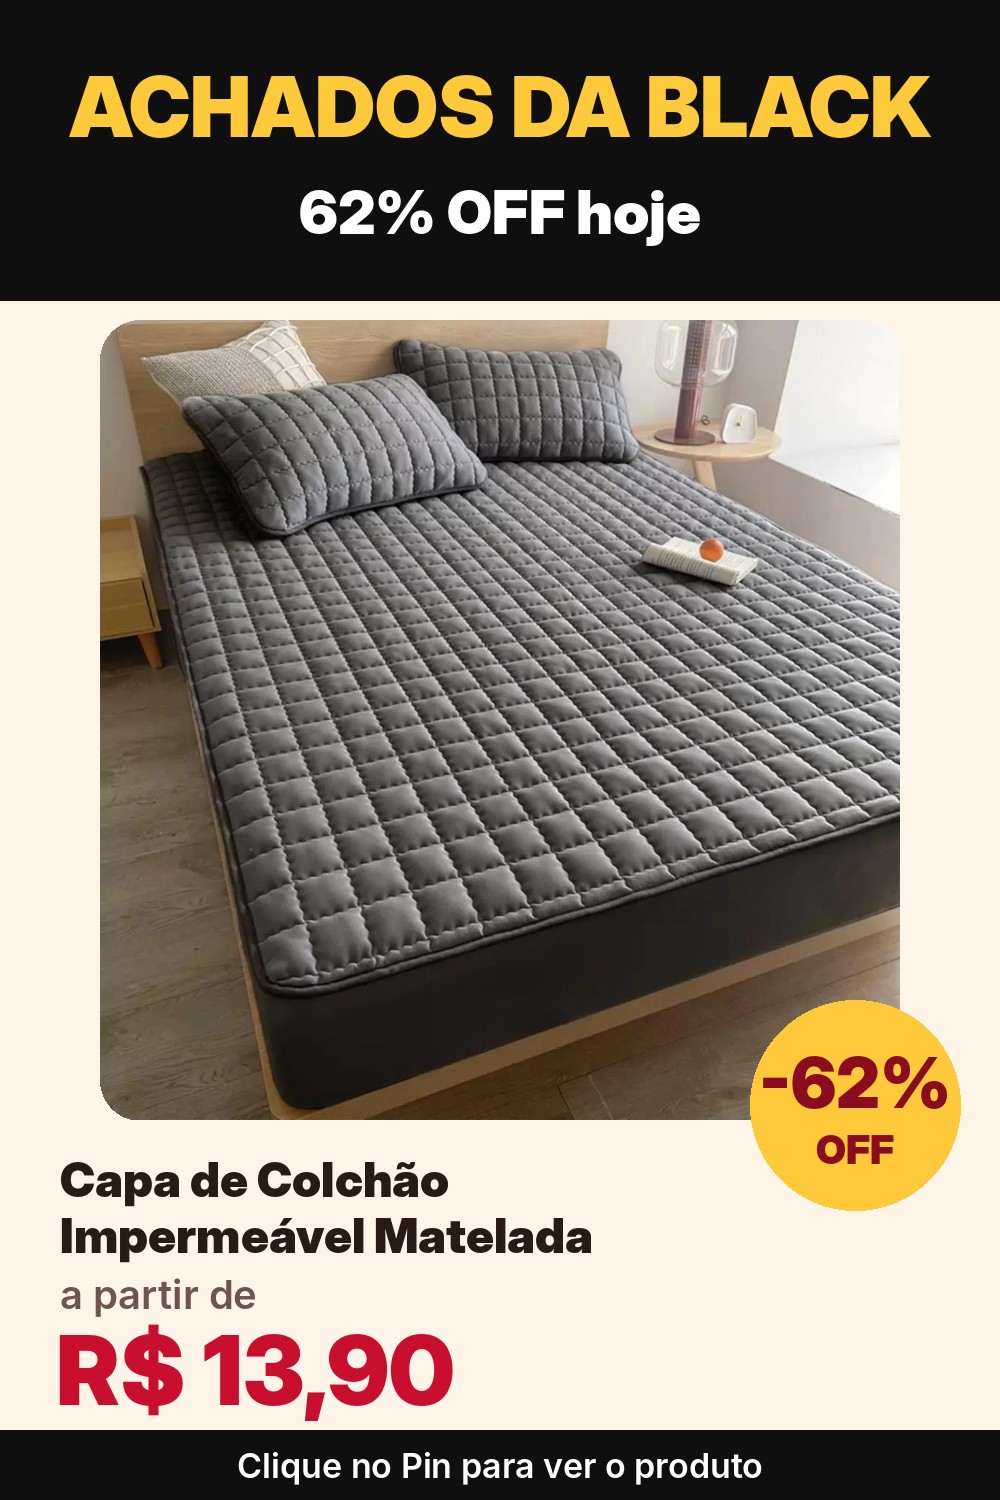 ACHADOS DA BLACK
62% OFF hoje
-62%
OFF
Capa de Colchão
Impermeável Matelada
a partir de
R$ 13,90
Clique no Pin para ver o produto